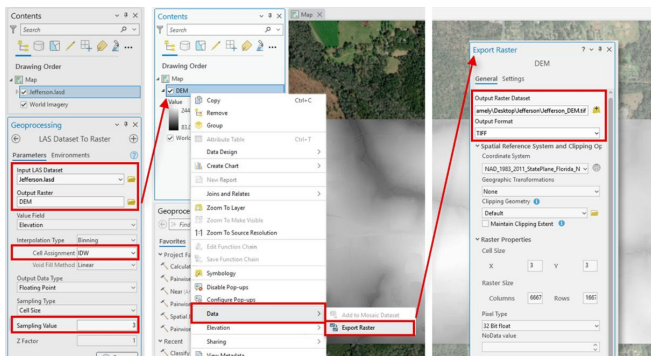 Contents
Search
Drawing Order
Map
Jefferson.lasd
World Imagery
Geoprocessing
LAS Dataset To Raster
Parameters Environments
Input LAS Dataset
Jefferson.lasd
Output Raster
DEM
Value Field
Elevation
Interpolation Type Binning
Cell Assignment IDW
Void Fill Method Linear
Output Data Type
Floating Point
Sampling Type
Cell Size
Sampling Value 3
Z Factor 1
Contents
Search
Drawing Order
Map
DEM
Value
244
83.0
World
Geoproce
Find
Favorites
Project Fa
Calculat
Pairwise
Near
Pairwise
Spatial J
Pairwise
Recent
Classify
Copy Ctrl+C
Remove
Group
Attribute Table Ctrl+T
Data Design
Create Chart
New Report
Joins and Relates
Zoom To Layer
Zoom To Make Visible
1:1 Zoom To Source Resolution
Edit Function Chain
Save Function Chain
Symbology
Disable Pop-ups
Configure Pop-ups
Data
Elevation
Sharing
View Metadata
Add to Mosaic Dataset
Export Raster
Map
Export Raster
DEM
General Settings
Output Raster Dataset
amely\Desktop\Jefferson\Jefferson_DEM.tif
Output Format
TIFF
Spatial Reference System and Clipping Op
Coordinate System
NAD_1983_2011_StatePlane_Florida_N
Geographic Transformations
None
Clipping Geometry
Default
Maintain Clipping Extent
Raster Properties
Cell Size
X 3 Y 3
Raster Size
Columns 6667 Rows 1667
Pixel Type
32 Bit float
NoData value